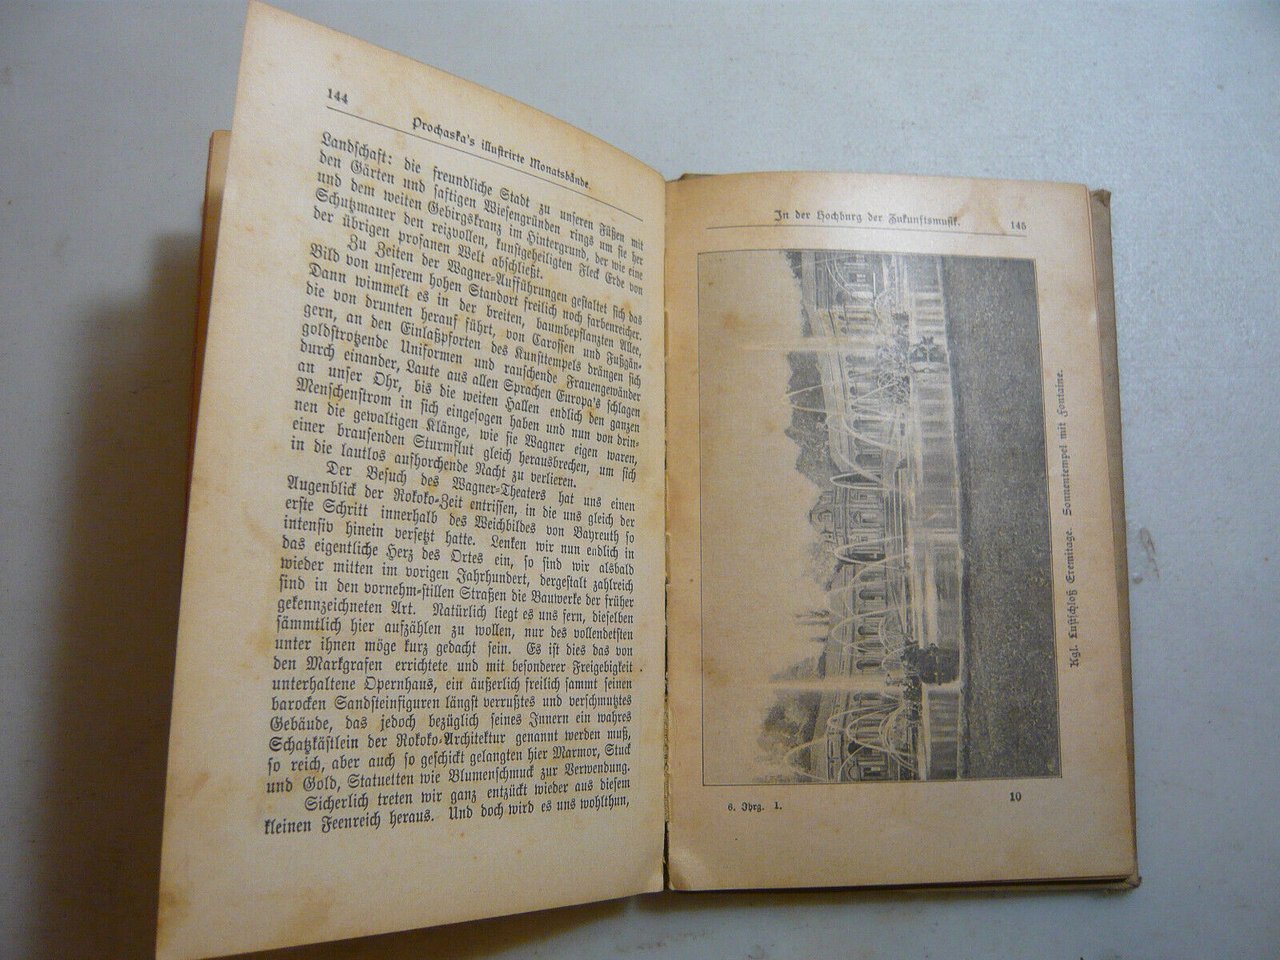 144
Prochaska's illustrirte Monatsbände.
Landschaft: die freundliche Stadt zu unseren Füßen mit
den Gärten und saftigen Wiesengründen rings um sie her
und dem weiten Gebirgskranz im Hintergrund, der wie eine
Schutzmauer den reizvollen, kunstgeheiligten Fleck Erde von
der übrigen profanen Welt abschließt.
Zu Zeiten der Wagner-Aufführungen gestaltet sich das
Bild von unserem hohen Standort freilich noch farbenreicher.
Dann wimmelt es in der breiten, baumbepflanzten Allee,
die von drunten herauf führt, von Carossen und Fußgän-
gern, an den Einlaßpforten des Kunsttempels drängen sich
goldstrotzende Uniformen und rauschende Frauengewänder
durch einander, Laute aus allen Sprachen Europa's schlagen
an unser Ohr, bis die weiten Hallen endlich den ganzen
Menschenstrom in sich eingesogen haben und nun von drin-
nen die gewaltigen Klänge, wie sie Wagner eigen waren,
einer brausenden Sturmflut gleich herausbrechen, um sich
in die lautlos aufhorchende Nacht zu verlieren.
Der Besuch des Wagner-Theaters hat uns einen
Augenblick der Rokoko-Zeit entrissen, in die uns gleich der
erste Schritt innerhalb des Weichbildes von Bayreuth so
intensiv hinein versetzt hatte. Lenken wir nun endlich in
das eigentliche Herz des Ortes ein, so sind wir alsbald
wieder mitten im vorigen Jahrhundert, dergestalt zahlreich
sind in den vornehm-stillen Straßen die Bauwerke der früher
gekennzeichneten Art. Natürlich liegt es uns fern, dieselben
sämmtlich hier aufzählen zu wollen, nur des vollendetsten
unter ihnen möge kurz gedacht sein. Es ist dies das von
den Markgrafen errichtete und mit besonderer Freigebigkeit
unterhaltene Opernhaus, ein äußerlich freilich sammt seinen
barocken Sandsteinfiguren längst verrußtes und verschmutztes
Gebäude, das jedoch bezüglich seines Innern ein wahres
Schatzkästlein der Rokoko-Architektur genannt werden muß,
so reich, aber auch so geschickt gelangten hier Marmor, Stuck
und Gold, Statuetten wie Blumenschmuck zur Verwendung.
Sicherlich treten wir ganz entzückt wieder aus diesem
kleinen Feenreich heraus. Und doch wird es uns wohlthun,
In der Hochburg der Zukunftsmusik.
145
Kgl. Lustschloß Eremitage. Sonnentempel mit Fontaine.
6. Jhrg. 1.
10